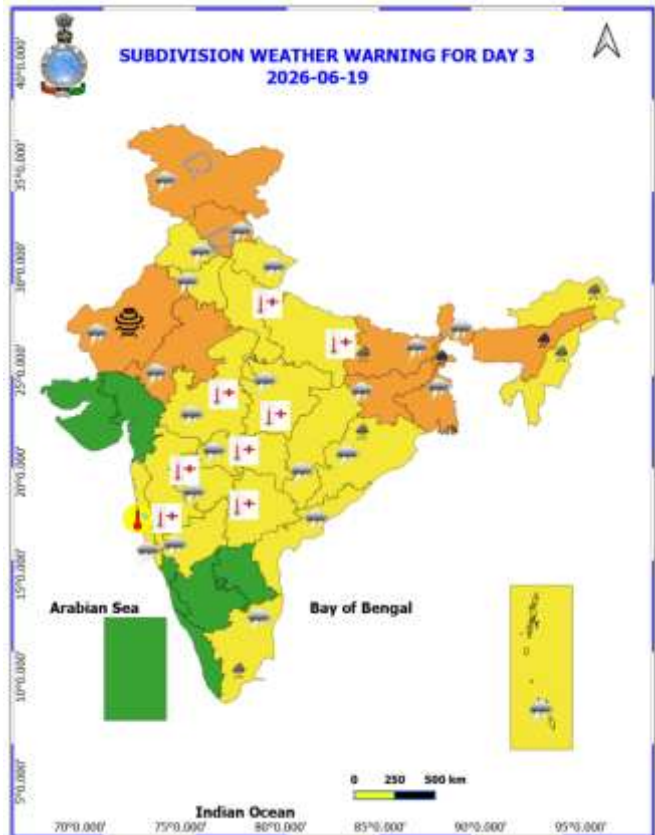 SUBDIVISION WEATHER WARNING FOR DAY 3
2026-06-19
40°0.000'
35°0.000'
30°0.000'
25°0.000'
20°0.000'
15°0.000'
10°0.000'
5°0.000'
Arabian Sea
Bay of Bengal
0 250 500 km
Indian Ocean
70°0.000' 75°0.000' 80°0.000' 85°0.000' 90°0.000' 95°0.000'